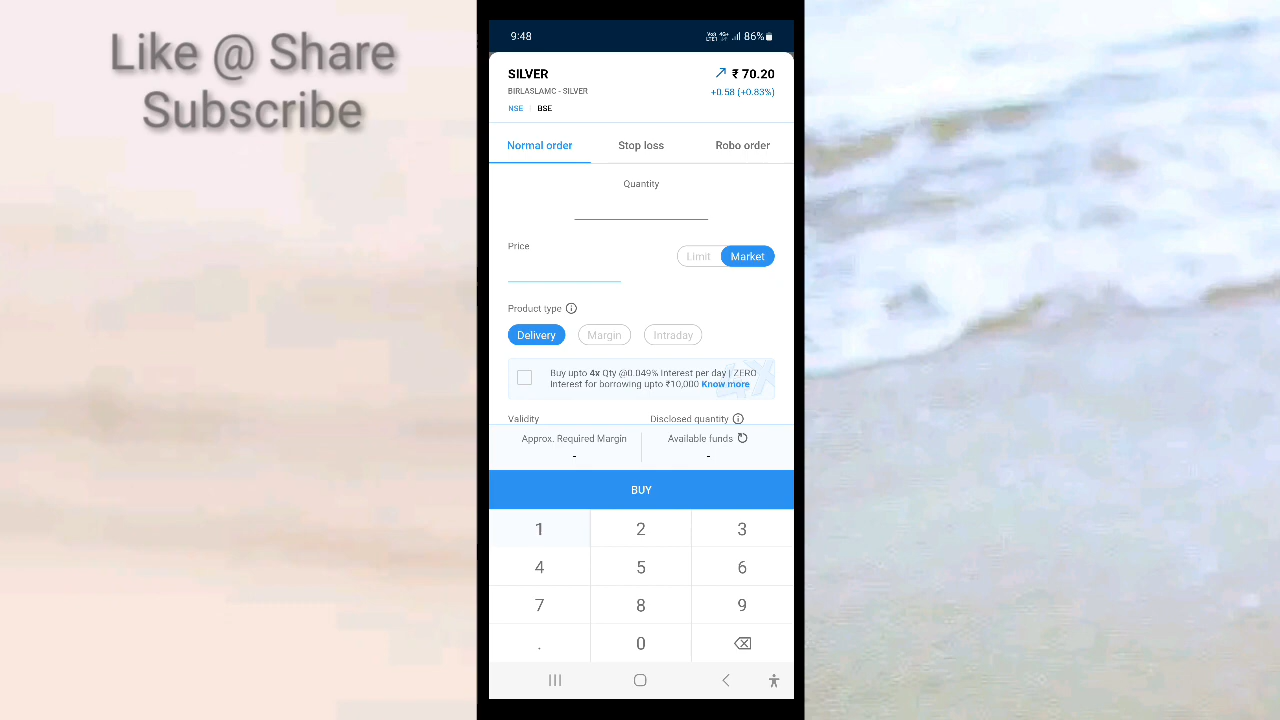 Like @ Share
Subscribe
9:48
86%
SILVER
₹ 70.20
BIRLASLAMC - SILVER
+0.58 (+0.83%)
NSE BSE
Normal order Stop loss Robo order
Quantity
Price
Limit Market
Product type
Delivery Margin Intraday
Buy upto 4x Qty @0.049% Interest per day | ZERO
Interest for borrowing upto ₹10,000 Know more
Validity Disclosed quantity
Approx. Required Margin Available funds
- -
BUY
1 2 3
4 5 6
7 8 9
. 0